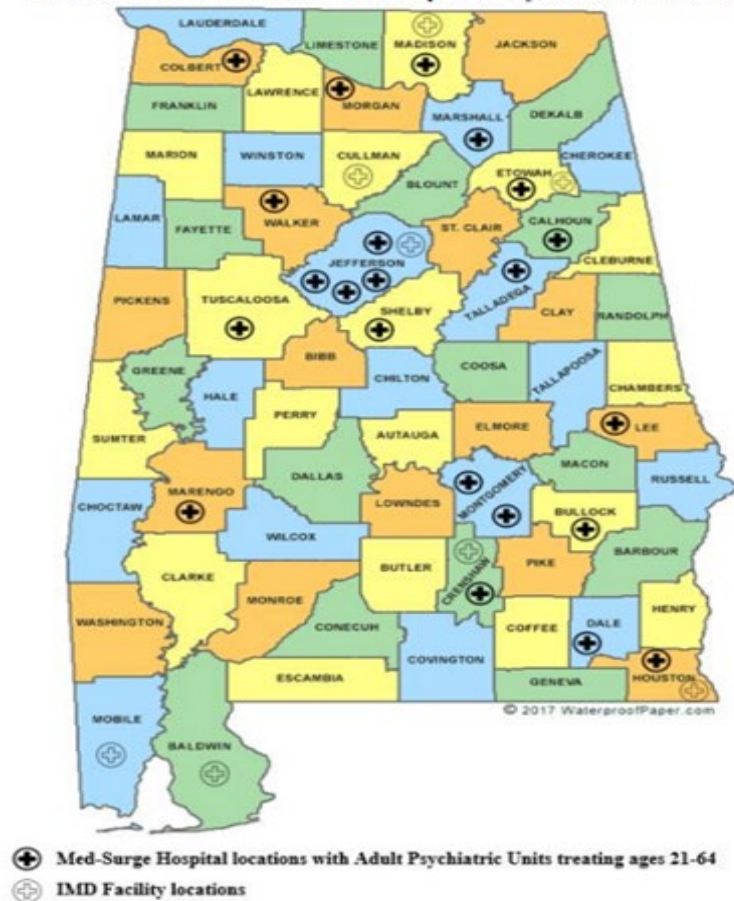 LAUDERDALE
LIMESTONE
MADISON
JACKSON
COLBERT
LAWRENCE
MORGAN
FRANKLIN
MARSHALL
DEKALB
MARION
WINSTON
CULLMAN
CHEROKEE
ETOWAH
BLOUNT
LAMAR
FAYETTE
WALKER
ST. CLAIR
CALHOUN
JEFFERSON
CLEBURNE
PICKENS
TUSCALOOSA
SHELBY
TALLADEGA
CLAY
RANDOLPH
BIBB
GREENE
HALE
CHILTON
COOSA
TALLAPOOSA
CHAMBERS
PERRY
SUMTER
AUTAUGA
ELMORE
LEE
DALLAS
MACON
MARENGO
CHOCTAW
LOWNDES
MONTGOMERY
RUSSELL
BULLOCK
WILCOX
BARBOUR
CLARKE
BUTLER
CRENSHAW
PIKE
MONROE
WASHINGTON
CONECUH
COFFEE
DALE
HENRY
COVINGTON
ESCAMBIA
GENEVA
HOUSTON
© 2017 WaterproofPaper.com
MOBILE
BALDWIN
Med-Surge Hospital locations with Adult Psychiatric Units treating ages 21-64
IMD Facility locations